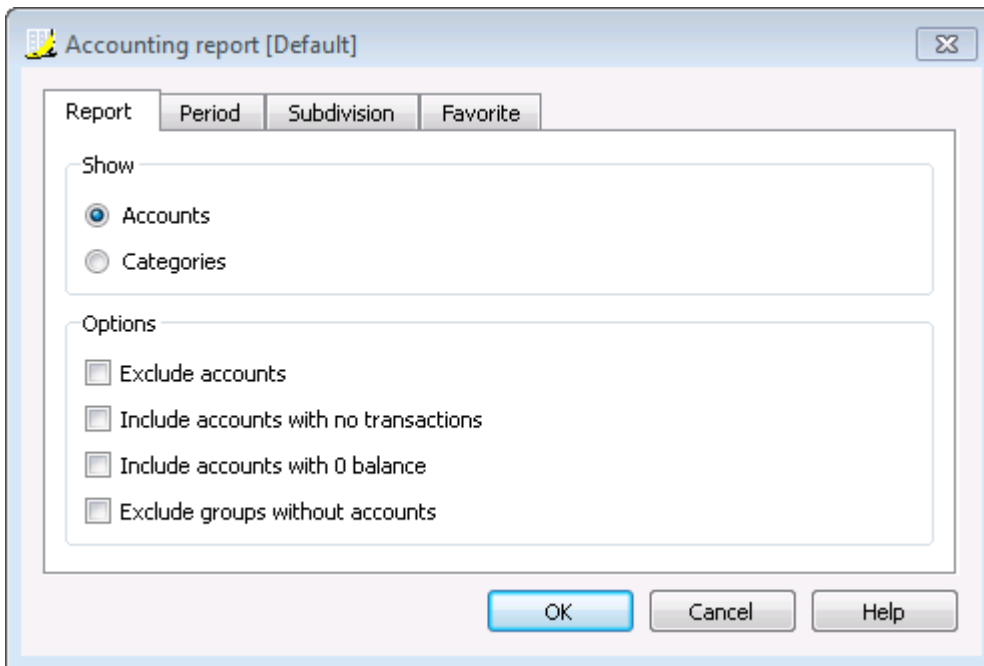 Accounting report [Default]
Report Period Subdivision Favorite
Show
Accounts
Categories
Options
Exclude accounts
Include accounts with no transactions
Include accounts with 0 balance
Exclude groups without accounts
OK Cancel Help